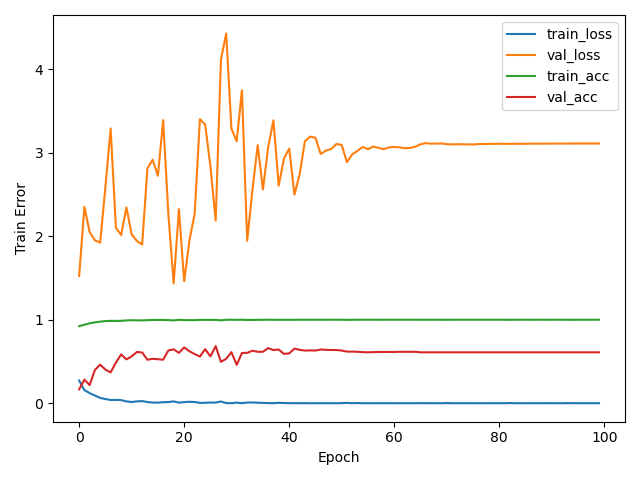 train_loss
val_loss
train_acc
val_acc
Train Error
4
3
2
1
0
0 20 40 60 80 100
Epoch